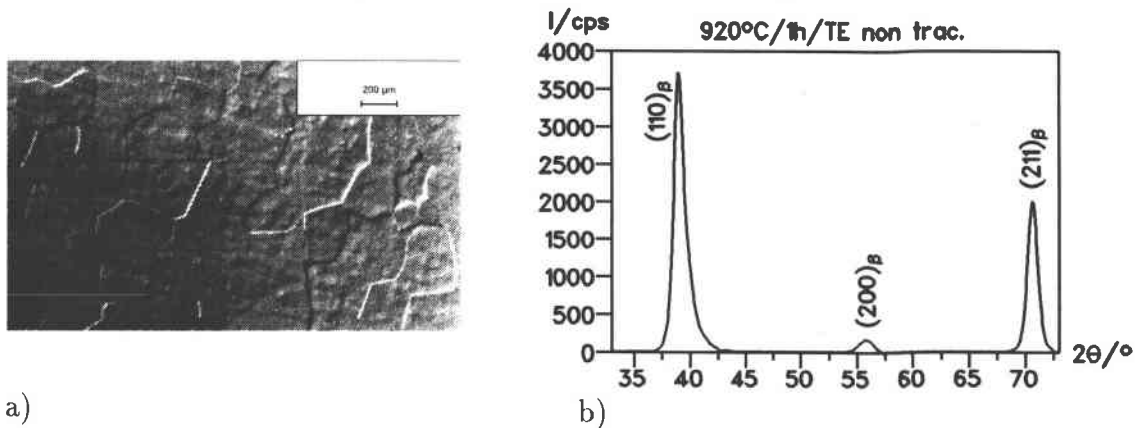 I/cps
920°C/1h/TE non trac.
200 µm
4000
3500
3000
2500
2000
1500
1000
500
0
(110)β
(200)β
(211)β
35 40 45 50 55 60 65 70
2θ/°
a)
b)